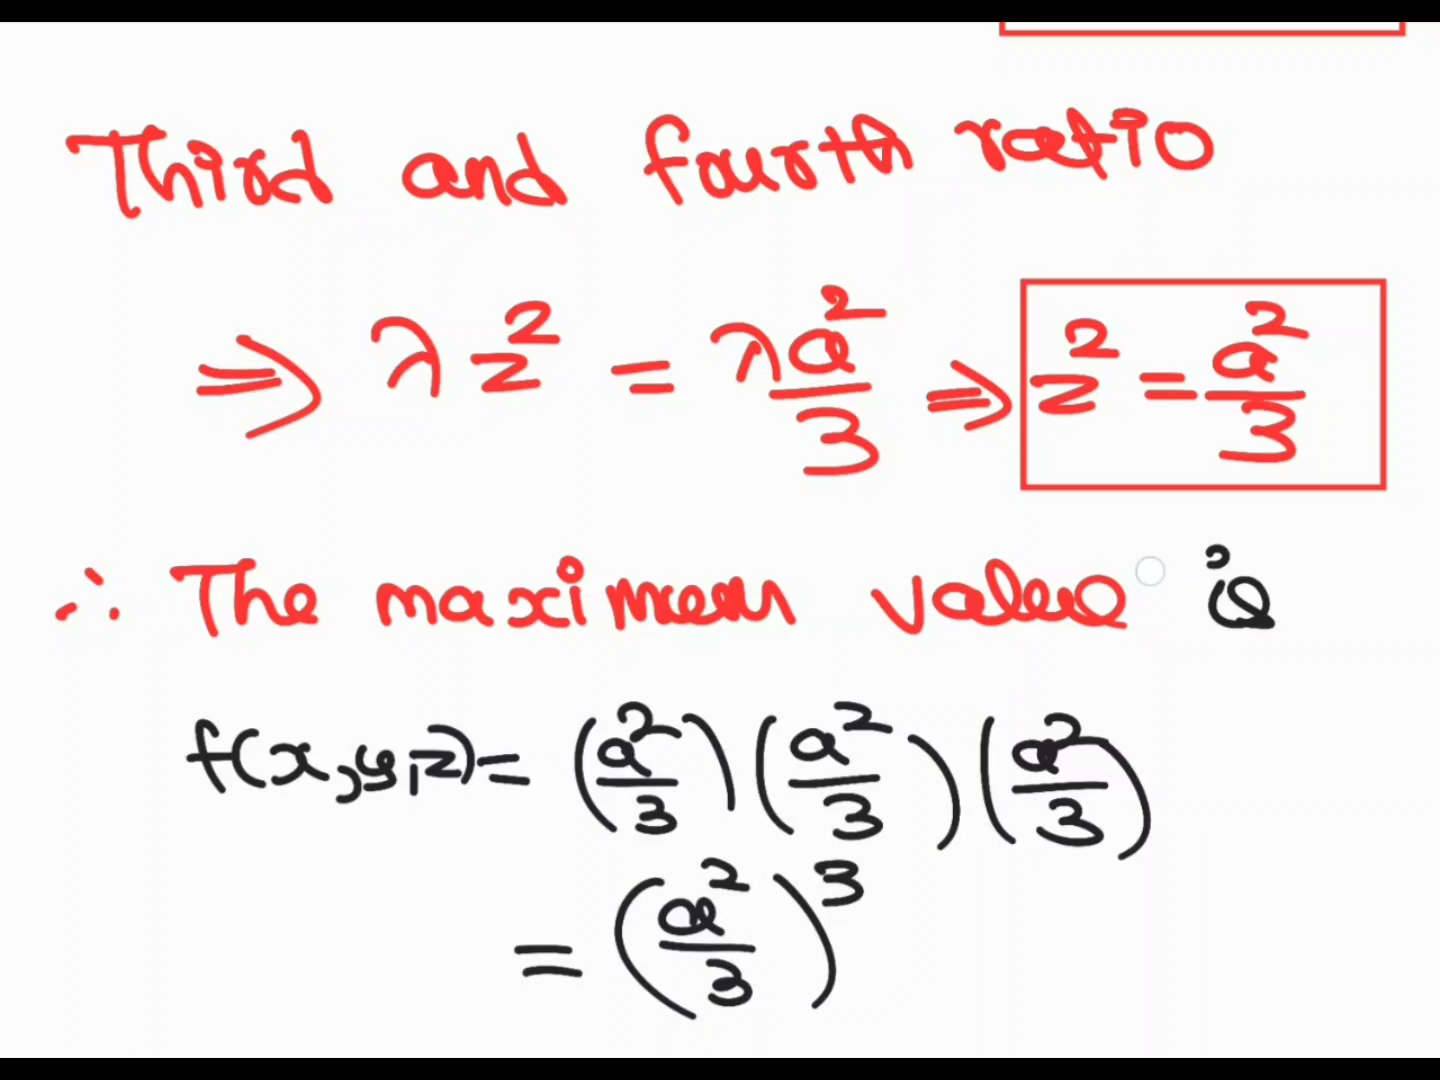 Third and fourth ratio
⇒ λz² = λa²/3 ⇒ z² = a²/3
∴ The maximum value is
f(x,y,z) = (a²/3) (a²/3) (a²/3)
= (a²/3)³